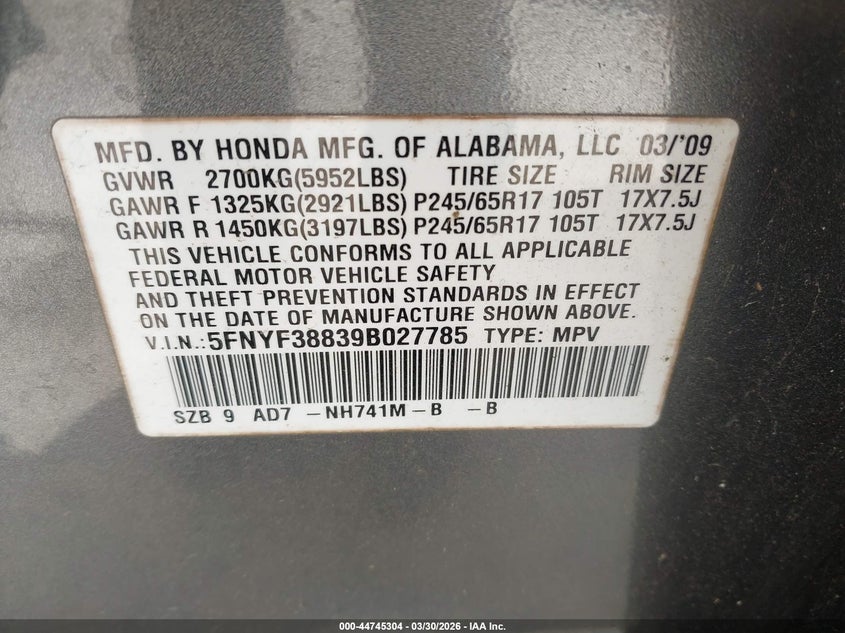 MFD. BY HONDA MFG. OF ALABAMA, LLC 03/'09
GVWR 2700KG(5952LBS) TIRE SIZE RIM SIZE
GAWR F 1325KG(2921LBS) P245/65R17 105T 17X7.5J
GAWR R 1450KG(3197LBS) P245/65R17 105T 17X7.5J
THIS VEHICLE CONFORMS TO ALL APPLICABLE
FEDERAL MOTOR VEHICLE SAFETY
AND THEFT PREVENTION STANDARDS IN EFFECT
ON THE DATE OF MANUFACTURE SHOWN ABOVE.
V.I.N.:5FNYF38839B027785 TYPE: MPV
SZB 9 AD7 -NH741M-B -B
000-44745304 - 03/30/2026 - IAA Inc.